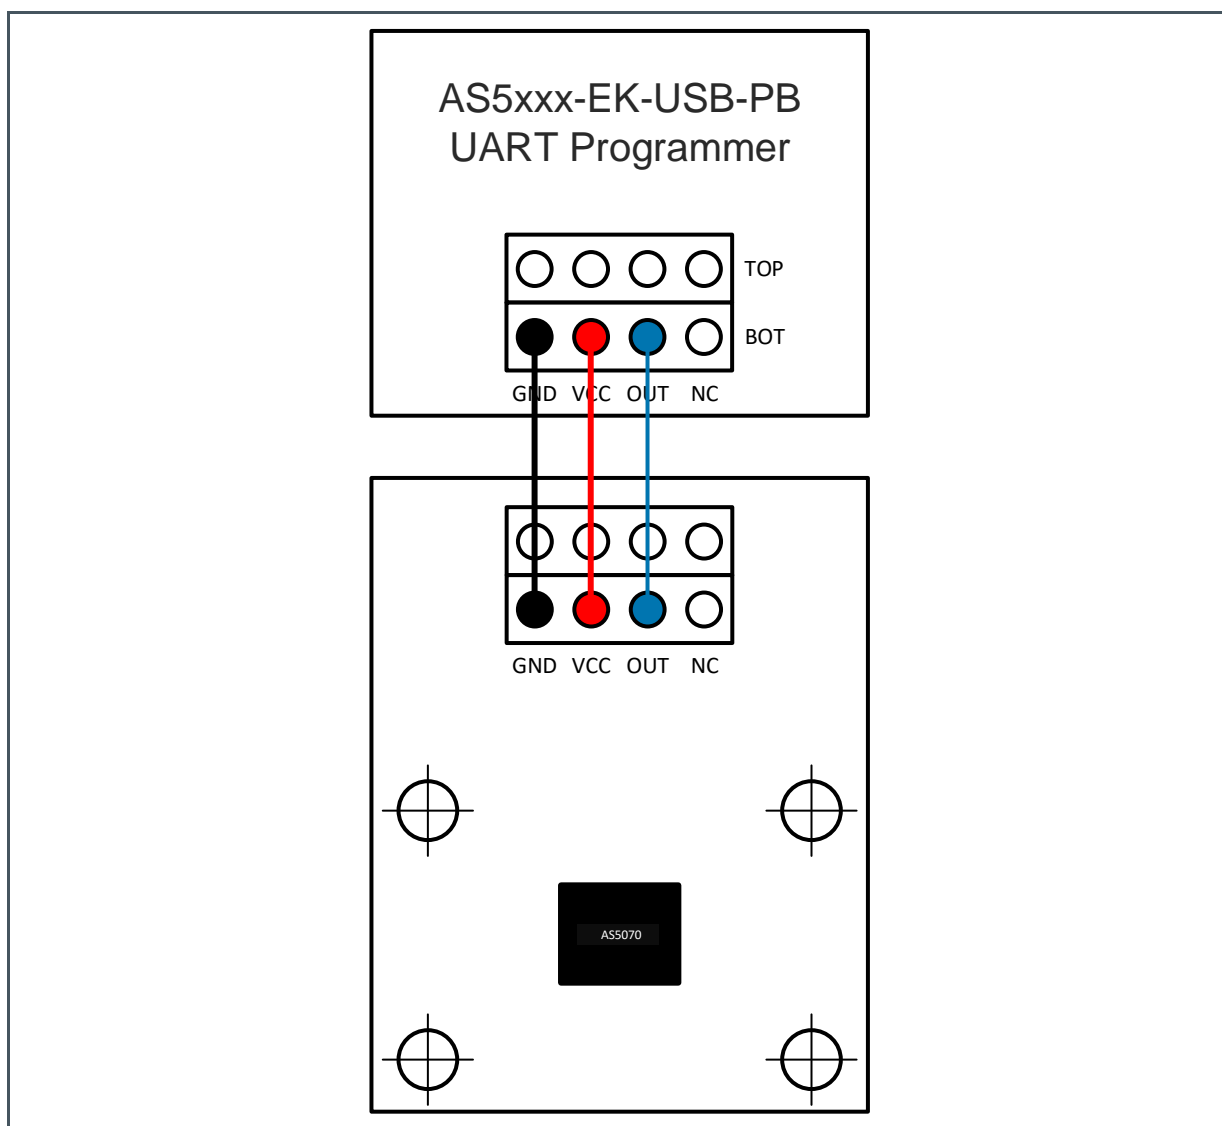 AS5xxx-EK-USB-PB
UART Programmer
TOP
BOT
GND VCC OUT NC
GND VCC OUT NC
AS5070